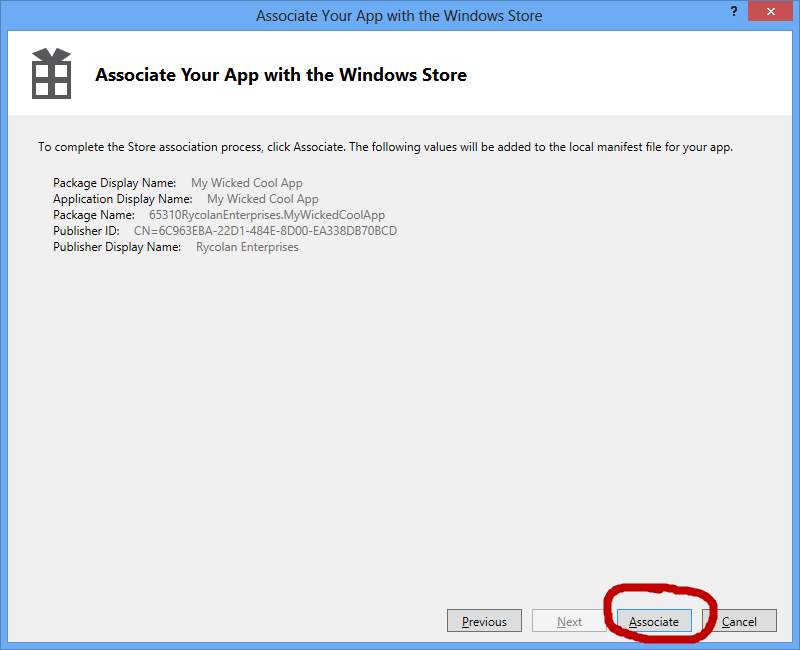 Associate Your App with the Windows Store
?
Associate Your App with the Windows Store
To complete the Store association process, click Associate. The following values will be added to the local manifest file for your app.
Package Display Name: My Wicked Cool App
Application Display Name: My Wicked Cool App
Package Name: 65310RycolanEnterprises.MyWickedCoolApp
Publisher ID: CN=6C963EBA-22D1-484E-8D00-EA338DB70BCD
Publisher Display Name: Rycolan Enterprises
Previous Next Associate Cancel